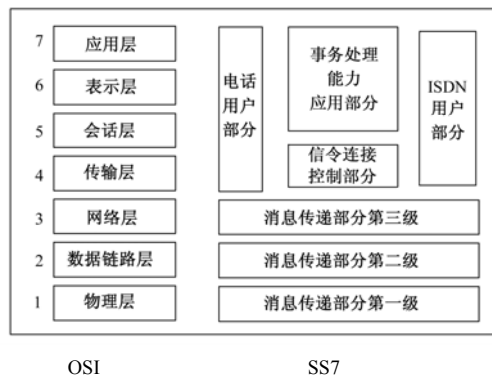 7 应用层
6 表示层
5 会话层
4 传输层
3 网络层
2 数据链路层
1 物理层
电话
用户
部分
事务处理
能力
应用部分
信令连接
控制部分
ISDN
用户
部分
消息传递部分第三级
消息传递部分第二级
消息传递部分第一级
OSI
SS7